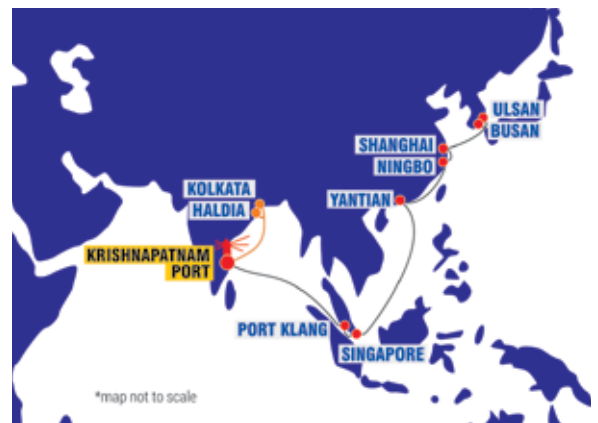 ULSAN
BUSAN
SHANGHAI
NINGBO
KOLKATA
HALDIA
YANTIAN
KRISHNAPATNAM
PORT
PORT KLANG
SINGAPORE
*map not to scale